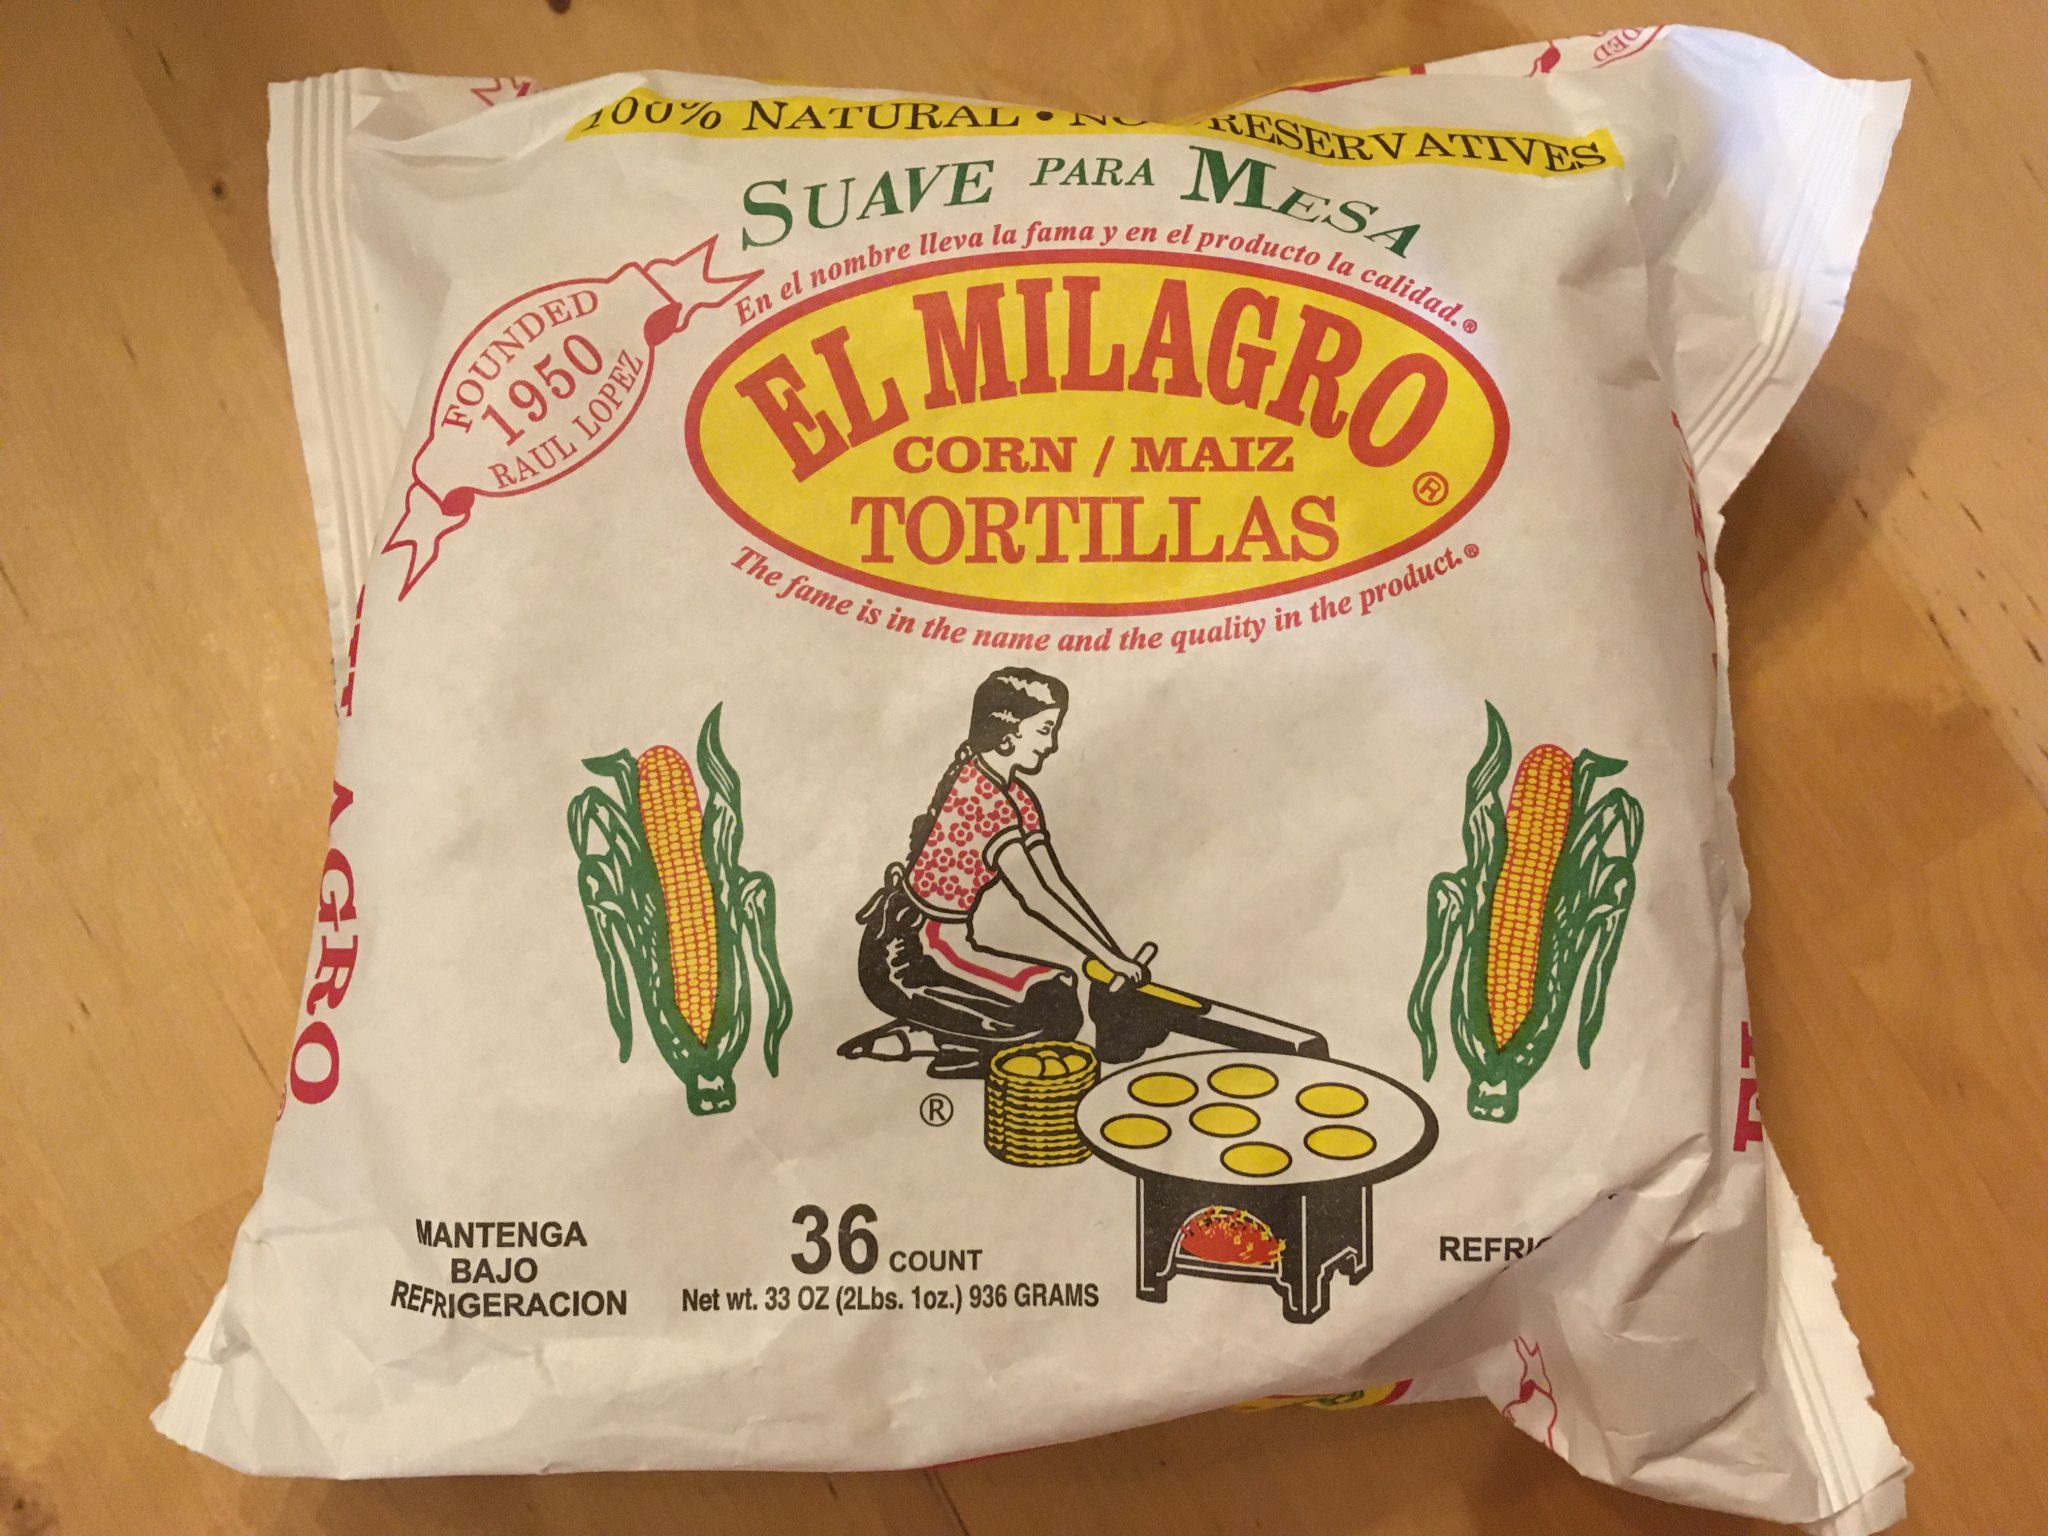 100% NATURAL • NO PRESERVATIVES
SUAVE PARA MESA
En el nombre lleva la fama y en el producto la calidad.®
FOUNDED
1950
RAUL LOPEZ
EL MILAGRO
CORN / MAIZ
TORTILLAS ®
The fame is in the name and the quality in the product.®
®
MANTENGA
BAJO
REFRIGERACION
36 COUNT
Net wt. 33 OZ (2Lbs. 1oz.) 936 GRAMS